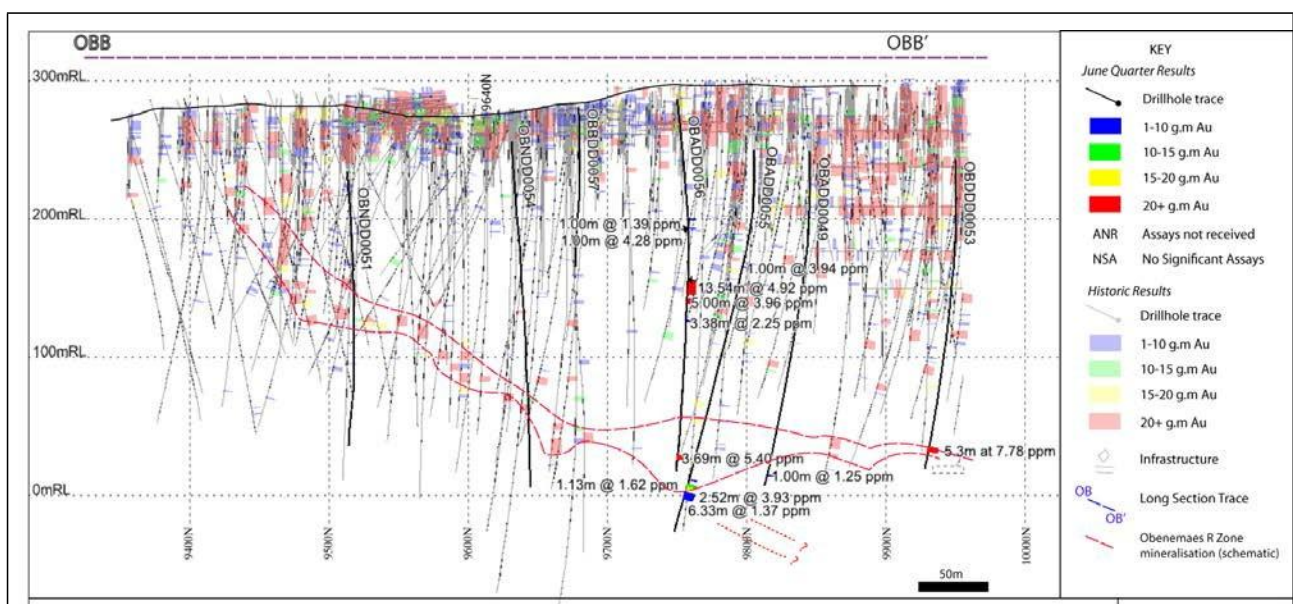 OBB
OBB'
300mRL
200mRL
100mRL
0mRL
N0960
OBNDD0051
OBNDD0054
OBBDD0057
OBADD0056
OBADD0055
OBADD0049
OBDDD0053
1.00m @ 1.39 ppm
1.00m @ 4.28 ppm
1.00m @ 3.94 ppm
13.54m @ 4.92 ppm
5.00m @ 3.96 ppm
3.38m @ 2.25 ppm
3.69m @ 5.40 ppm
5.3m at 7.78 ppm
1.00m @ 1.25 ppm
1.13m @ 1.62 ppm
2.52m @ 3.93 ppm
6.33m @ 1.37 ppm
?
?
9400N
9500N
9600N
9700N
9800N
9900N
10000N
50m
KEY
June Quarter Results
Drillhole trace
1-10 g.m Au
10-15 g.m Au
15-20 g.m Au
20+ g.m Au
ANR Assays not received
NSA No Significant Assays
Historic Results
Drillhole trace
1-10 g.m Au
10-15 g.m Au
15-20 g.m Au
20+ g.m Au
Infrastructure
OB
OB'
Long Section Trace
Obenemaes R Zone
mineralisation (schematic)